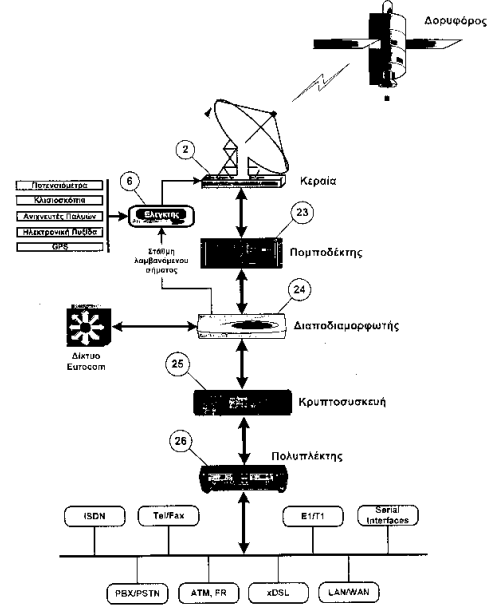 Δορυφόρος
2
Κεραία
6
Ελεγκτής
Ποτενσιόμετρα
Κλισιοσκόπια
Ανιχνευτές Παλμών
Ηλεκτρονική Πυξίδα
GPS
23
Πομποδέκτης
Στάθμη
λαμβανόμενου
σήματος
24
Διαποδιαμορφωτής
Δίκτυο
Eurocom
25
Κρυπτοσυσκευή
26
Πολυπλέκτης
ISDN
Tel/Fax
E1/T1
Serial
Interfaces
PBX/PSTN
ATM, FR
xDSL
LAN/WAN